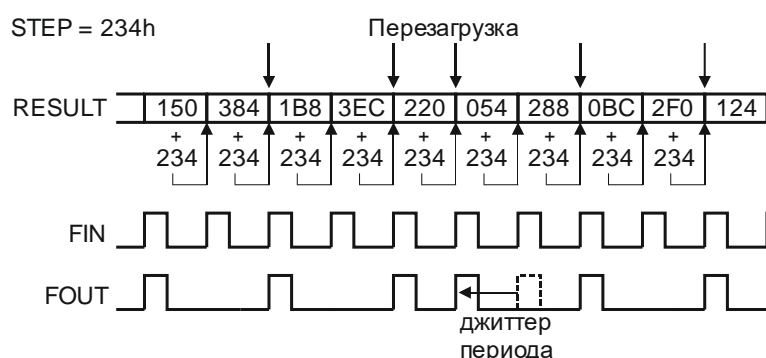 STEP = 234h Перезагрузка
RESULT 150 384 1B8 3EC 220 054 288 0BC 2F0 124
+ + + + + + + + +
234 234 234 234 234 234 234 234 234
FIN
FOUT
джиттер
периода